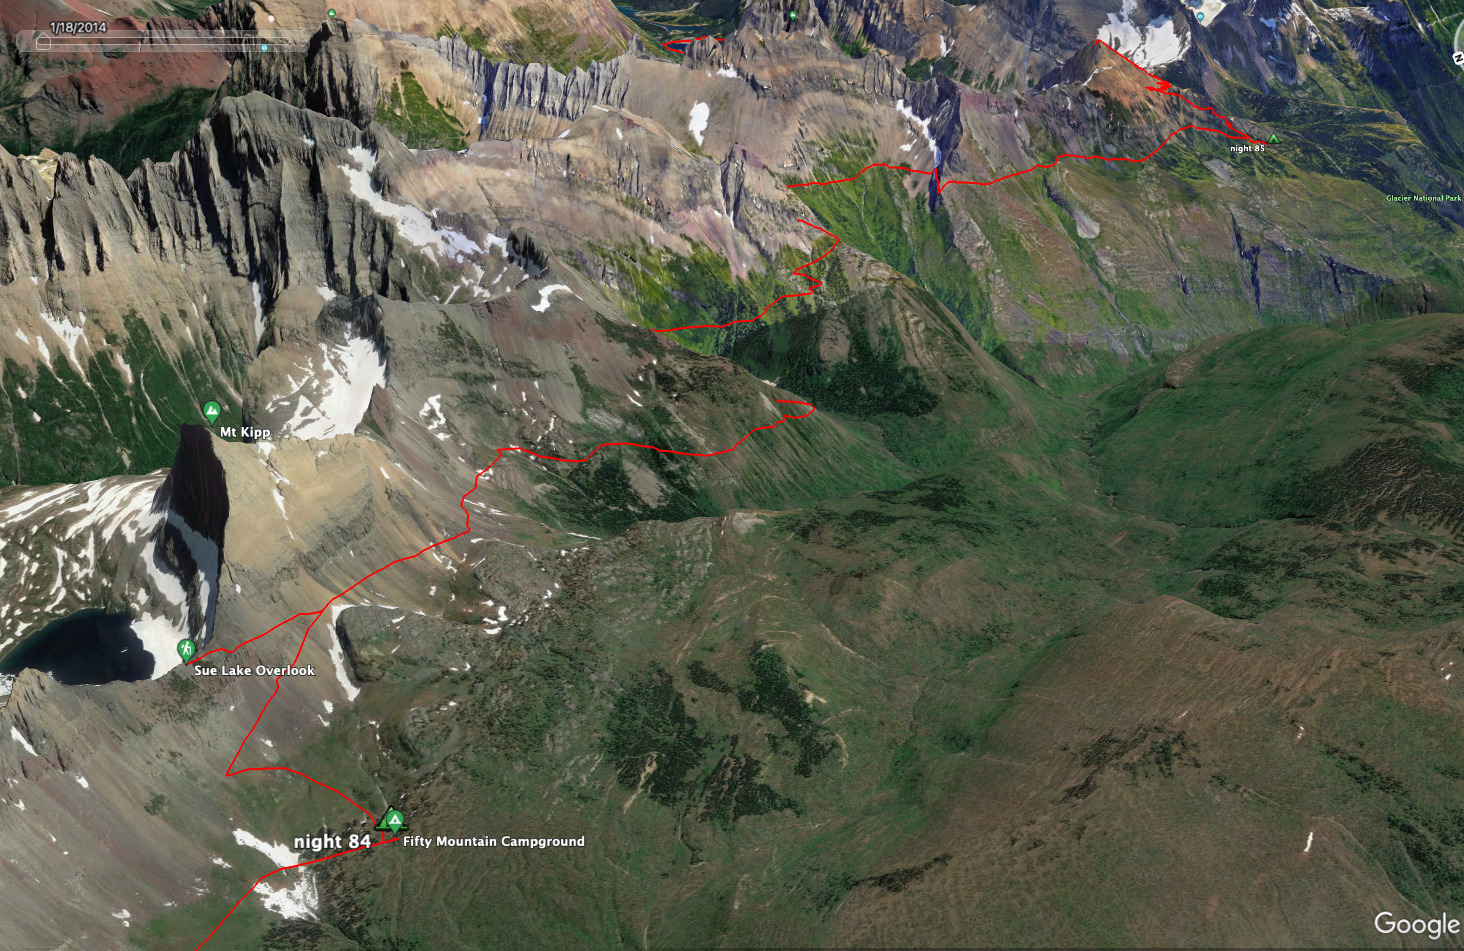 1/18/2014
night 85
Glacier National Park
Mt Kipp
Sue Lake Overlook
night 84
Fifty Mountain Campground
Google